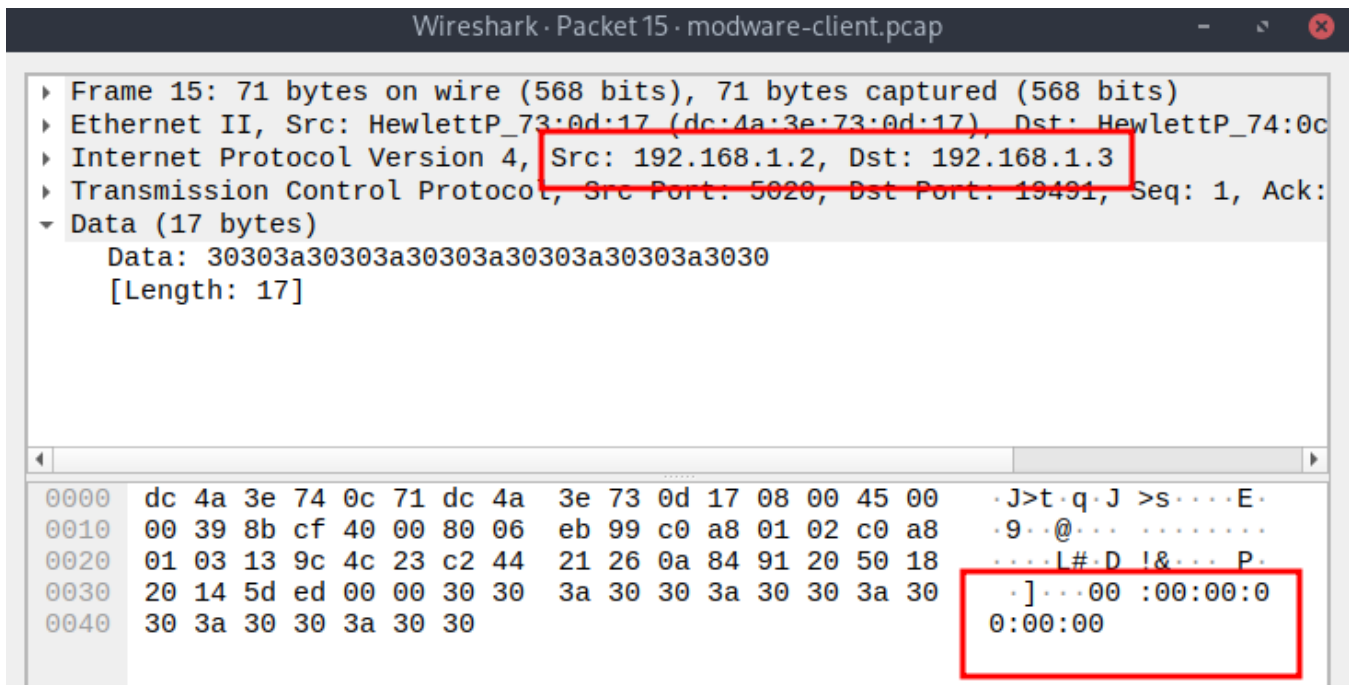 Wireshark · Packet 15 · modware-client.pcap
Frame 15: 71 bytes on wire (568 bits), 71 bytes captured (568 bits)
Ethernet II, Src: HewlettP_73:0d:17 (dc:4a:3e:73:0d:17), Dst: HewlettP_74:0c
Internet Protocol Version 4, Src: 192.168.1.2, Dst: 192.168.1.3
Transmission Control Protocol, Src Port: 5020, Dst Port: 19491, Seq: 1, Ack:
Data (17 bytes)
Data: 30303a30303a30303a30303a30303a3030
[Length: 17]
0000 dc 4a 3e 74 0c 71 dc 4a 3e 73 0d 17 08 00 45 00 ·J>t·q·J >s····E·
0010 00 39 8b cf 40 00 80 06 eb 99 c0 a8 01 02 c0 a8 ·9··@··· ········
0020 01 03 13 9c 4c 23 c2 44 21 26 0a 84 91 20 50 18 ····L#·D !&··· P·
0030 20 14 5d ed 00 00 30 30 3a 30 30 3a 30 30 3a 30 ·]···00 :00:00:0
0040 30 3a 30 30 3a 30 30 0:00:00